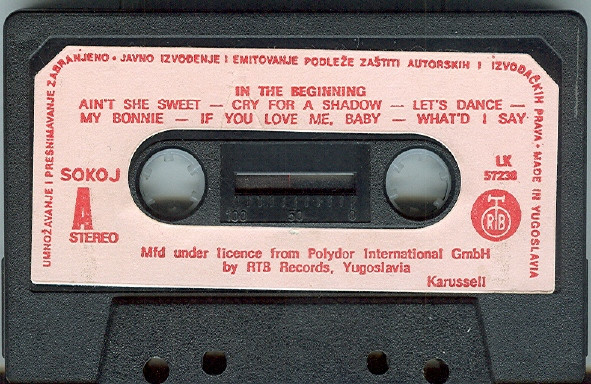 UMNOŽAVANJE I PRESNIMAVANJE ZABRANJENO • JAVNO IZVOĐENJE I EMITOVANJE PODLEŽE ZAŠTITI AUTORSKIH I IZVOĐAČKIH PRAVA • MADE IN YUGOSLAVIA
IN THE BEGINNING
AIN'T SHE SWEET — CRY FOR A SHADOW — LET'S DANCE —
MY BONNIE — IF YOU LOVE ME, BABY — WHAT'D I SAY
SOKOJ
A
STEREO
100 50 0
LK
57238
RTB
Mfd under licence from Polydor International GmbH
by RTB Records, Yugoslavia
Karussell